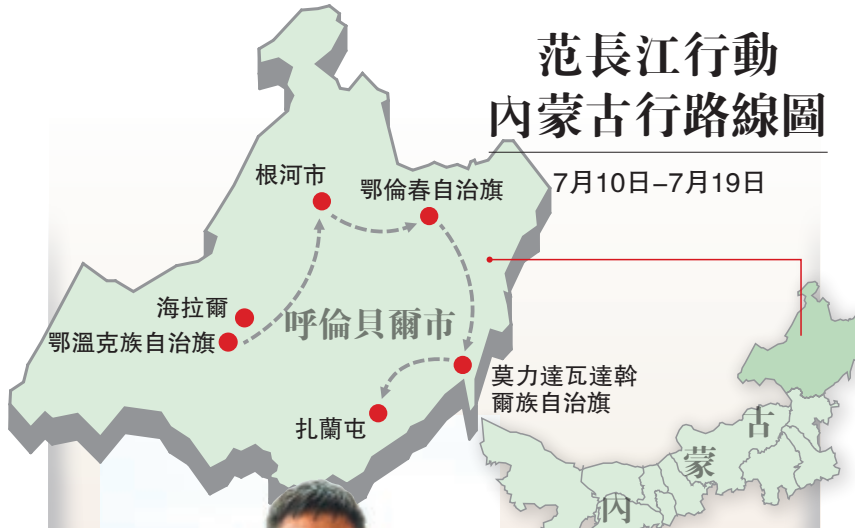 范長江行動
內蒙古行路線圖
7月10日–7月19日
根河市
鄂倫春自治旗
海拉爾
鄂溫克族自治旗
呼倫貝爾市
莫力達瓦達斡
爾族自治旗
扎蘭屯
內
蒙
古